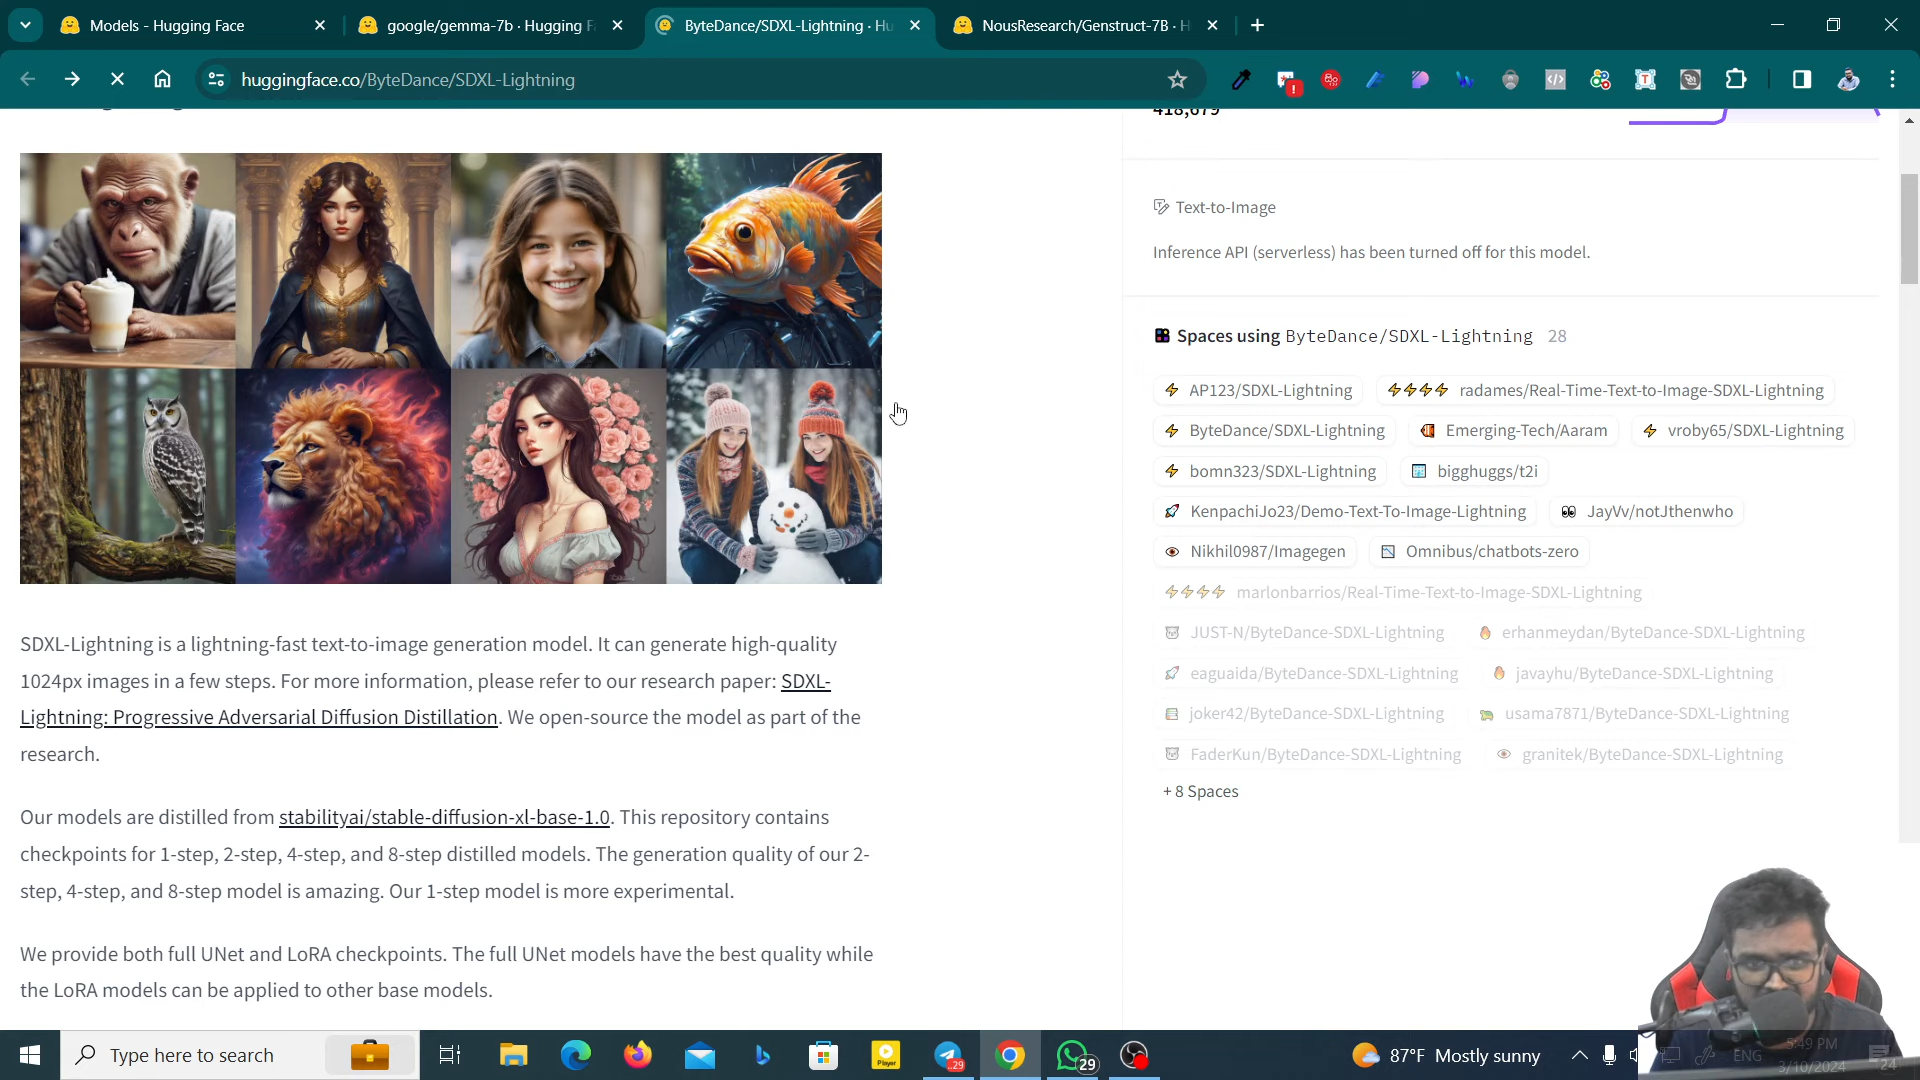 Models - Hugging Face
google/gemma-7b · Hugging F
ByteDance/SDXL-Lightning · Hu
NousResearch/Genstruct-7B · H
huggingface.co/ByteDance/SDXL-Lightning
418,679
Text-to-Image
Inference API (serverless) has been turned off for this model.
Spaces using ByteDance/SDXL-Lightning 28
AP123/SDXL-Lightning
radames/Real-Time-Text-to-Image-SDXL-Lightning
ByteDance/SDXL-Lightning
Emerging-Tech/Aaram
vroby65/SDXL-Lightning
bomn323/SDXL-Lightning
bigghuggs/t2i
KenpachiJo23/Demo-Text-To-Image-Lightning
JayVv/notJthenwho
Nikhil0987/Imagegen
Omnibus/chatbots-zero
marlonbarrios/Real-Time-Text-to-Image-SDXL-Lightning
JUST-N/ByteDance-SDXL-Lightning
erhanmeydan/ByteDance-SDXL-Lightning
eaguaida/ByteDance-SDXL-Lightning
javayhu/ByteDance-SDXL-Lightning
joker42/ByteDance-SDXL-Lightning
usama7871/ByteDance-SDXL-Lightning
FaderKun/ByteDance-SDXL-Lightning
granitek/ByteDance-SDXL-Lightning
+ 8 Spaces
SDXL-Lightning is a lightning-fast text-to-image generation model. It can generate high-quality
1024px images in a few steps. For more information, please refer to our research paper: SDXL-
Lightning: Progressive Adversarial Diffusion Distillation. We open-source the model as part of the
research.
Our models are distilled from stabilityai/stable-diffusion-xl-base-1.0. This repository contains
checkpoints for 1-step, 2-step, 4-step, and 8-step distilled models. The generation quality of our 2-
step, 4-step, and 8-step model is amazing. Our 1-step model is more experimental.
We provide both full UNet and LoRA checkpoints. The full UNet models have the best quality while
the LoRA models can be applied to other base models.
Type here to search
Player
29
29
87°F Mostly sunny
ENG
5:49 PM
3/10/2024
24